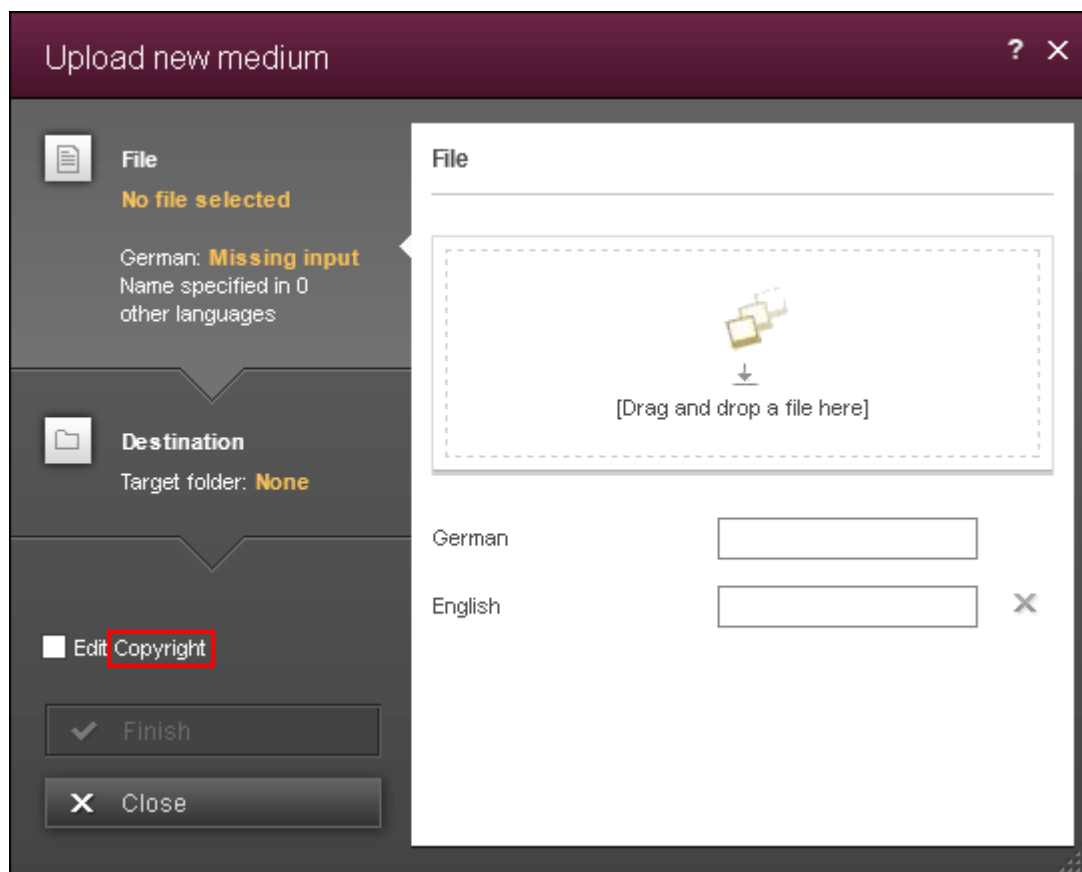 Upload new medium
?
File
No file selected
German: Missing input
Name specified in 0
other languages
Destination
Target folder: None
Edit Copyright
Finish
Close
File
[Drag and drop a file here]
German
English